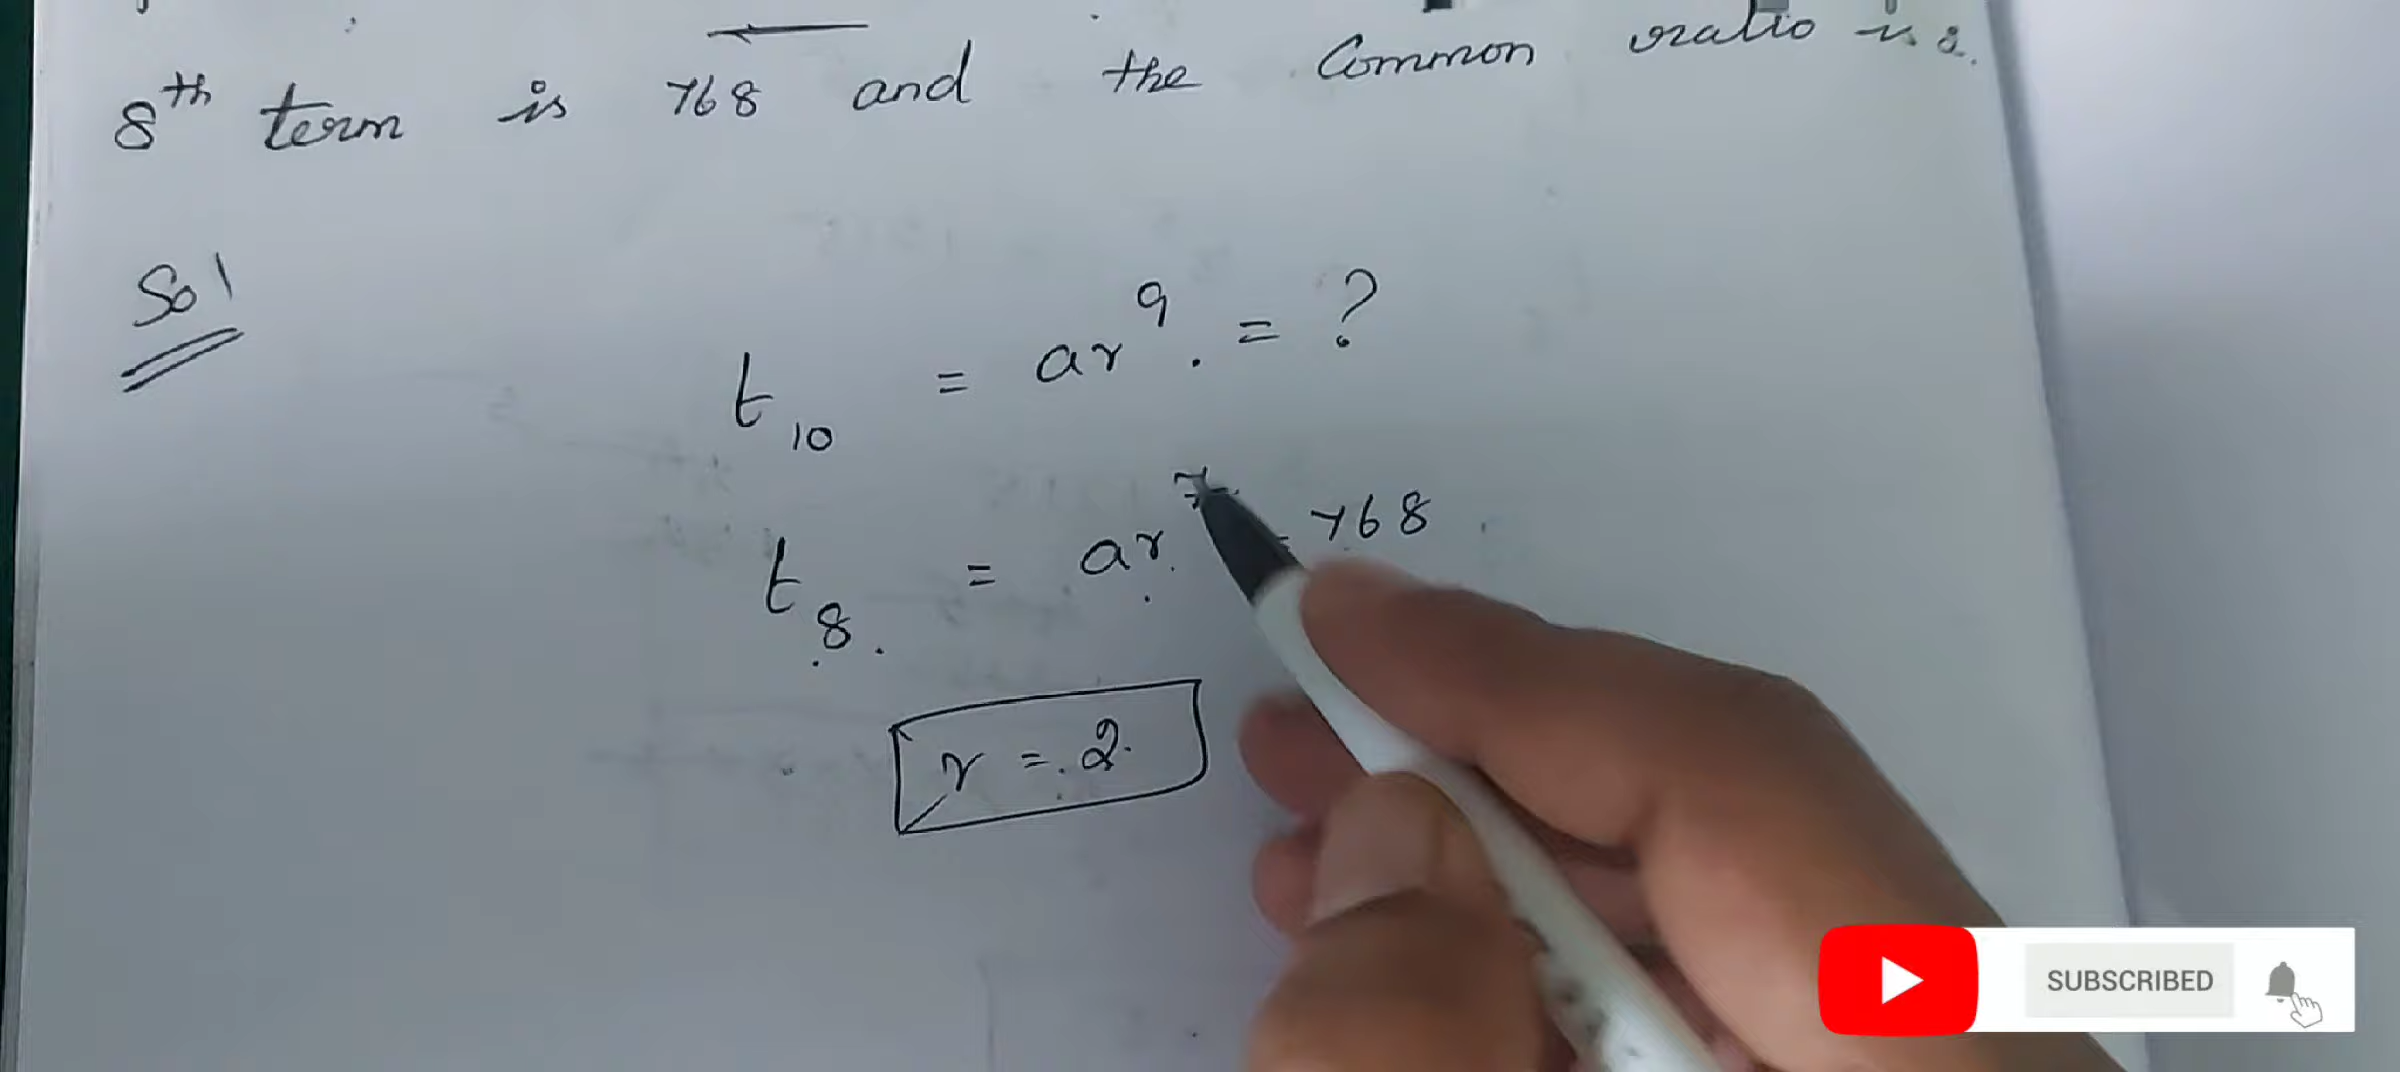 8th term is 768 and the Common ratio is 2.
Sol
t10 = ar9. = ?
t8. = ar7 = 768
r = 2.
SUBSCRIBED